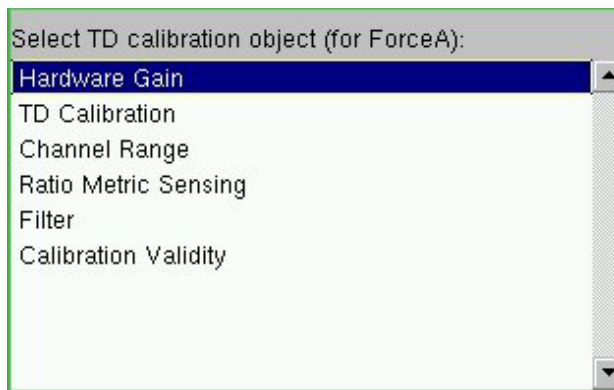 Select TD calibration object (for ForceA):
Hardware Gain
TD Calibration
Channel Range
Ratio Metric Sensing
Filter
Calibration Validity